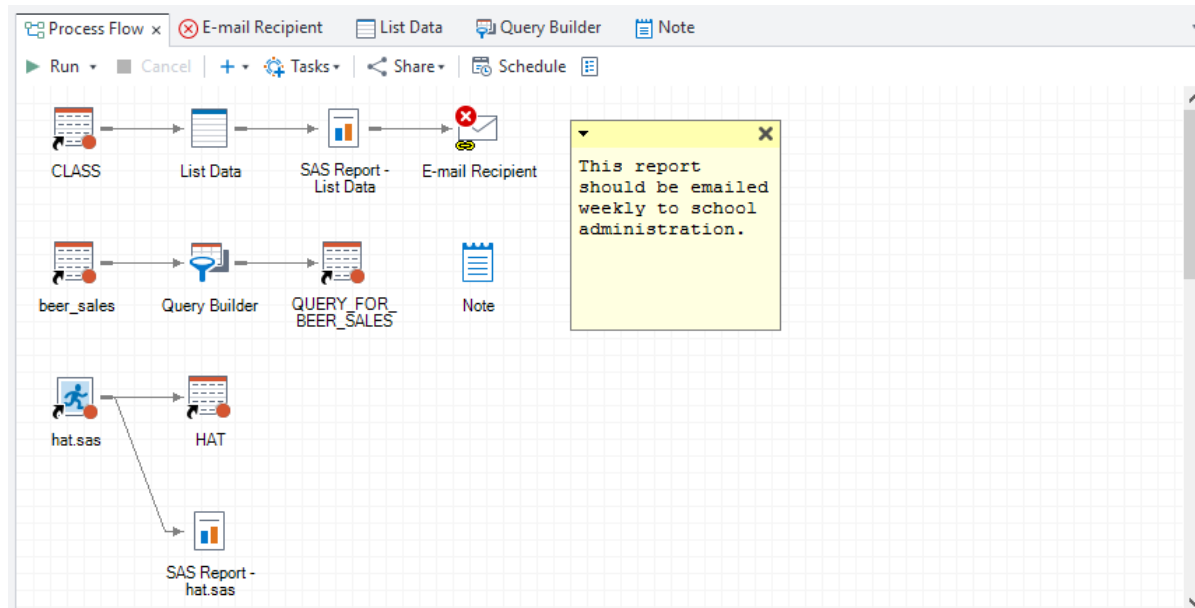 Process Flow
E-mail Recipient
List Data
Query Builder
Note
Run
Cancel
Tasks
Share
Schedule
CLASS
List Data
SAS Report -
List Data
E-mail Recipient
This report
should be emailed
weekly to school
administration.
beer_sales
Query Builder
QUERY_FOR_
BEER_SALES
Note
hat.sas
HAT
SAS Report -
hat.sas